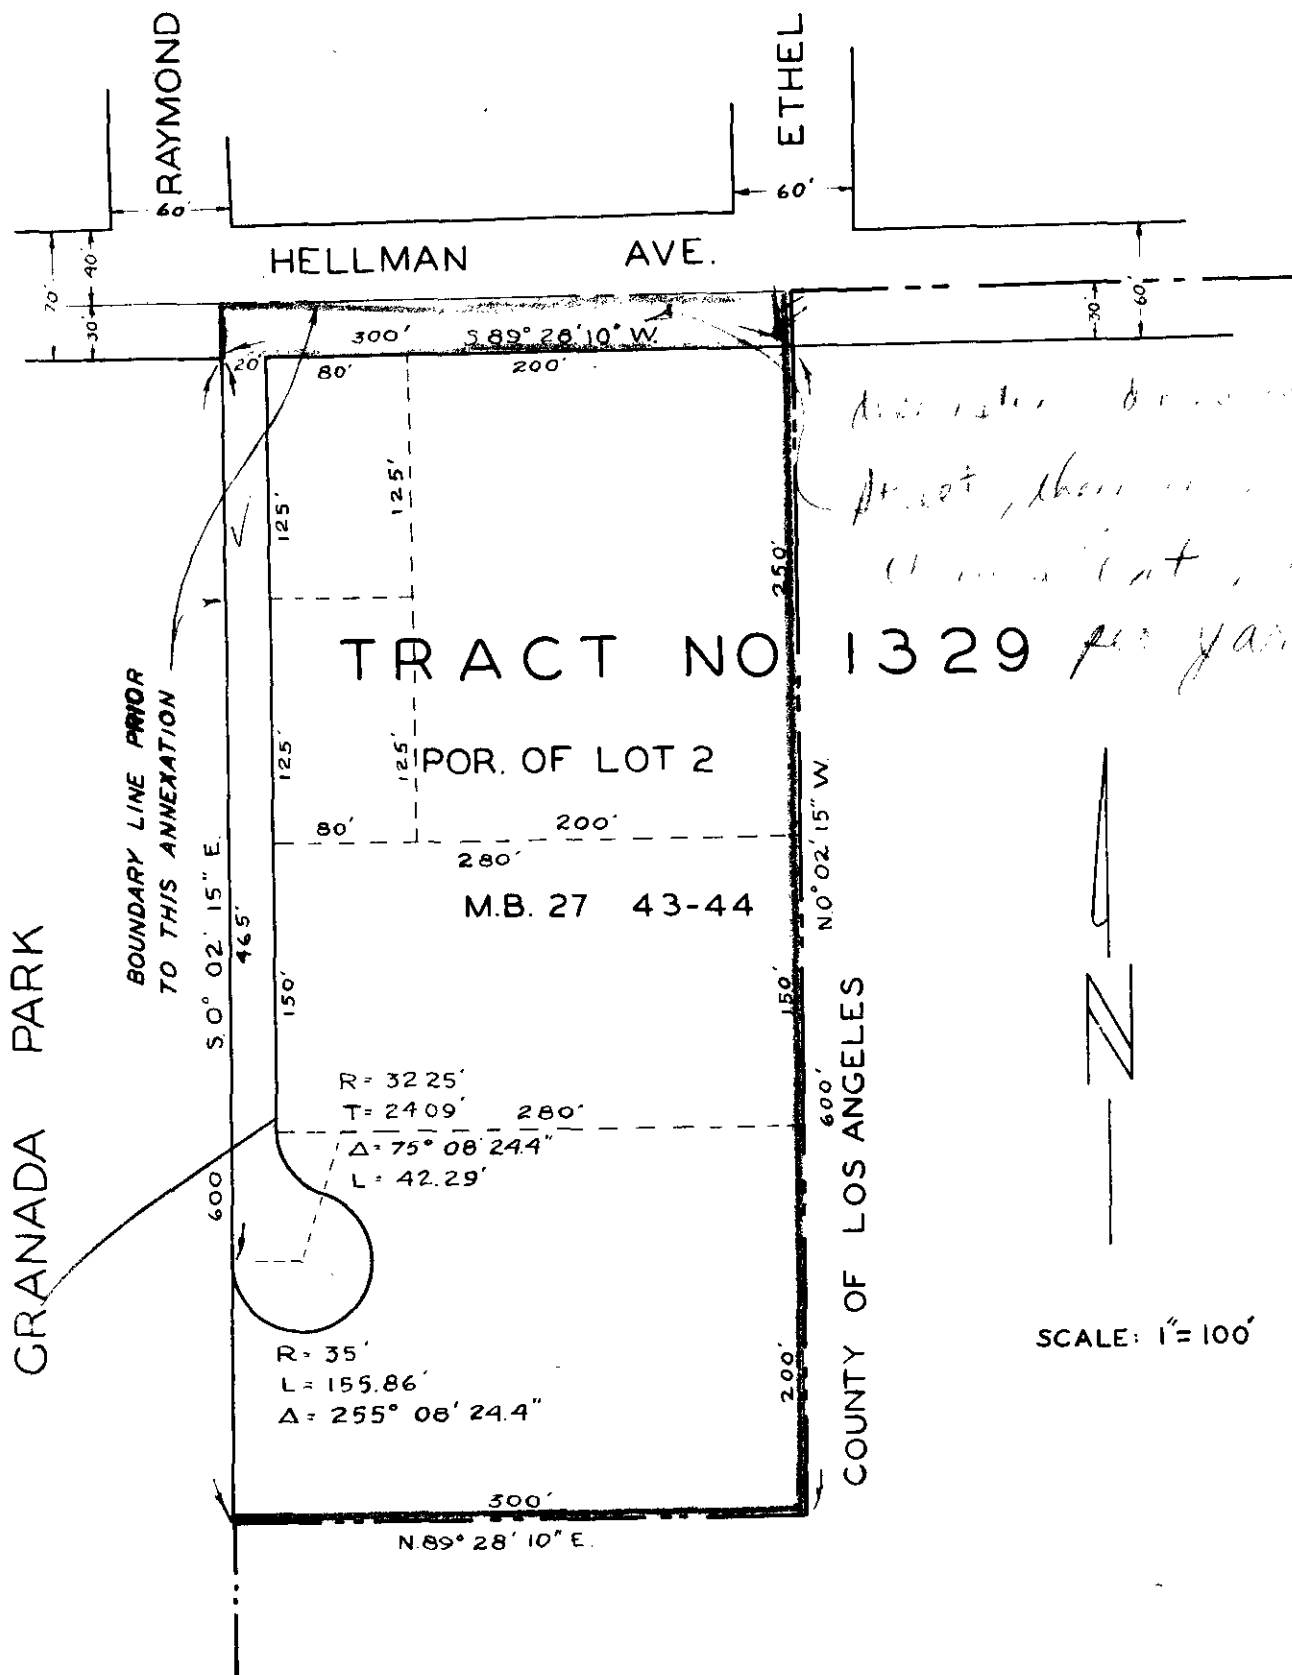 RAYMOND
ETHEL
60'
60'
HELLMAN AVE.
70'
40'
30'
30'
60'
300' S.89° 28' 10" W.
20' 80' 200'
125'
125'
250'
TRACT NO 1329
per
BOUNDARY LINE PRIOR
TO THIS ANNEXATION
125'
125'
POR. OF LOT 2
80' 200'
280'
N.0° 02' 15" W.
M.B. 27 43-44
S.0° 02' 15" E.
465'
150'
150'
GRANADA PARK
R= 32 25'
T= 24 09'
280'
Δ= 75° 08' 24.4"
L= 42.29'
600'
600
COUNTY OF LOS ANGELES
N
R= 35'
L= 155.86'
Δ= 255° 08' 24.4"
200'
SCALE: 1"= 100'
300'
N.89° 28' 10" E.